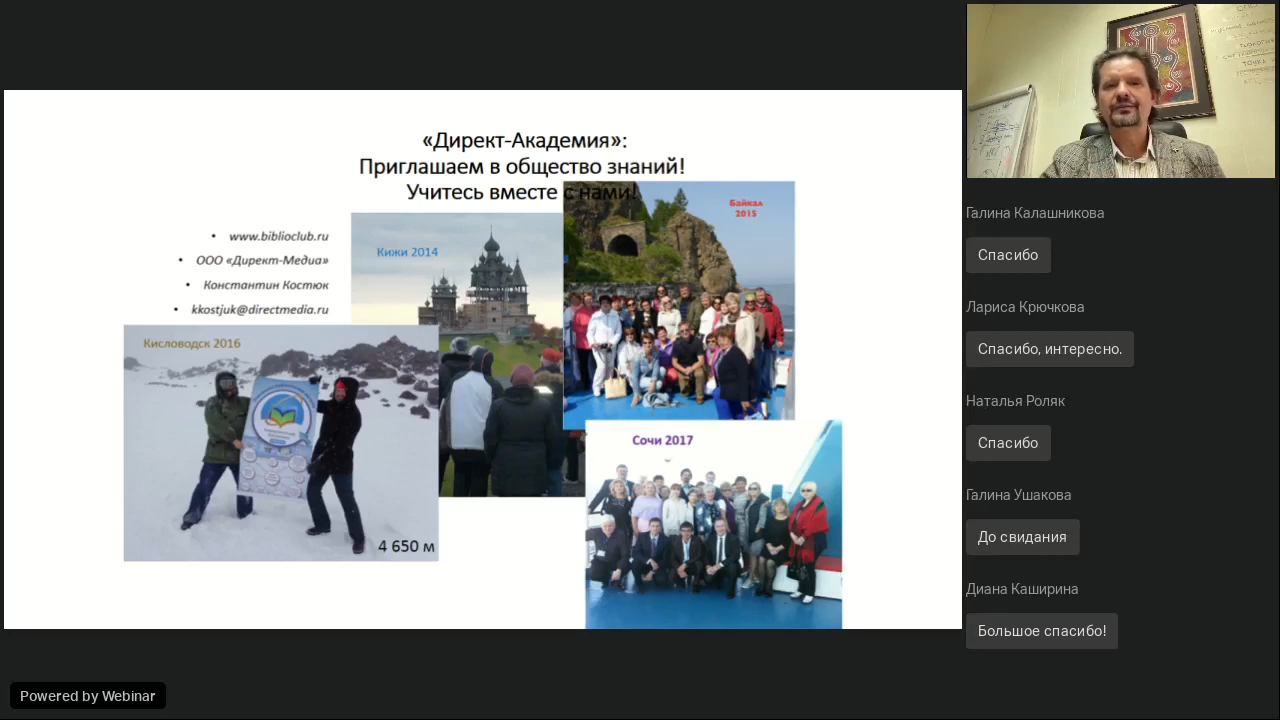 «Директ-Академия»:
Приглашаем в общество знаний!
Учитесь вместе с нами!
• www.biblioclub.ru
• ООО «Директ-Медиа»
• Константин Костюк
• kkostjuk@directmedia.ru
Кижи 2014
Байкал
2015
Кисловодск 2016
4 650 м
Сочи 2017
Галина Калашникова
Спасибо
Лариса Крючкова
Спасибо, интересно.
Наталья Роляк
Спасибо
Галина Ушакова
До свидания
Диана Каширина
Большое спасибо!
Powered by Webinar